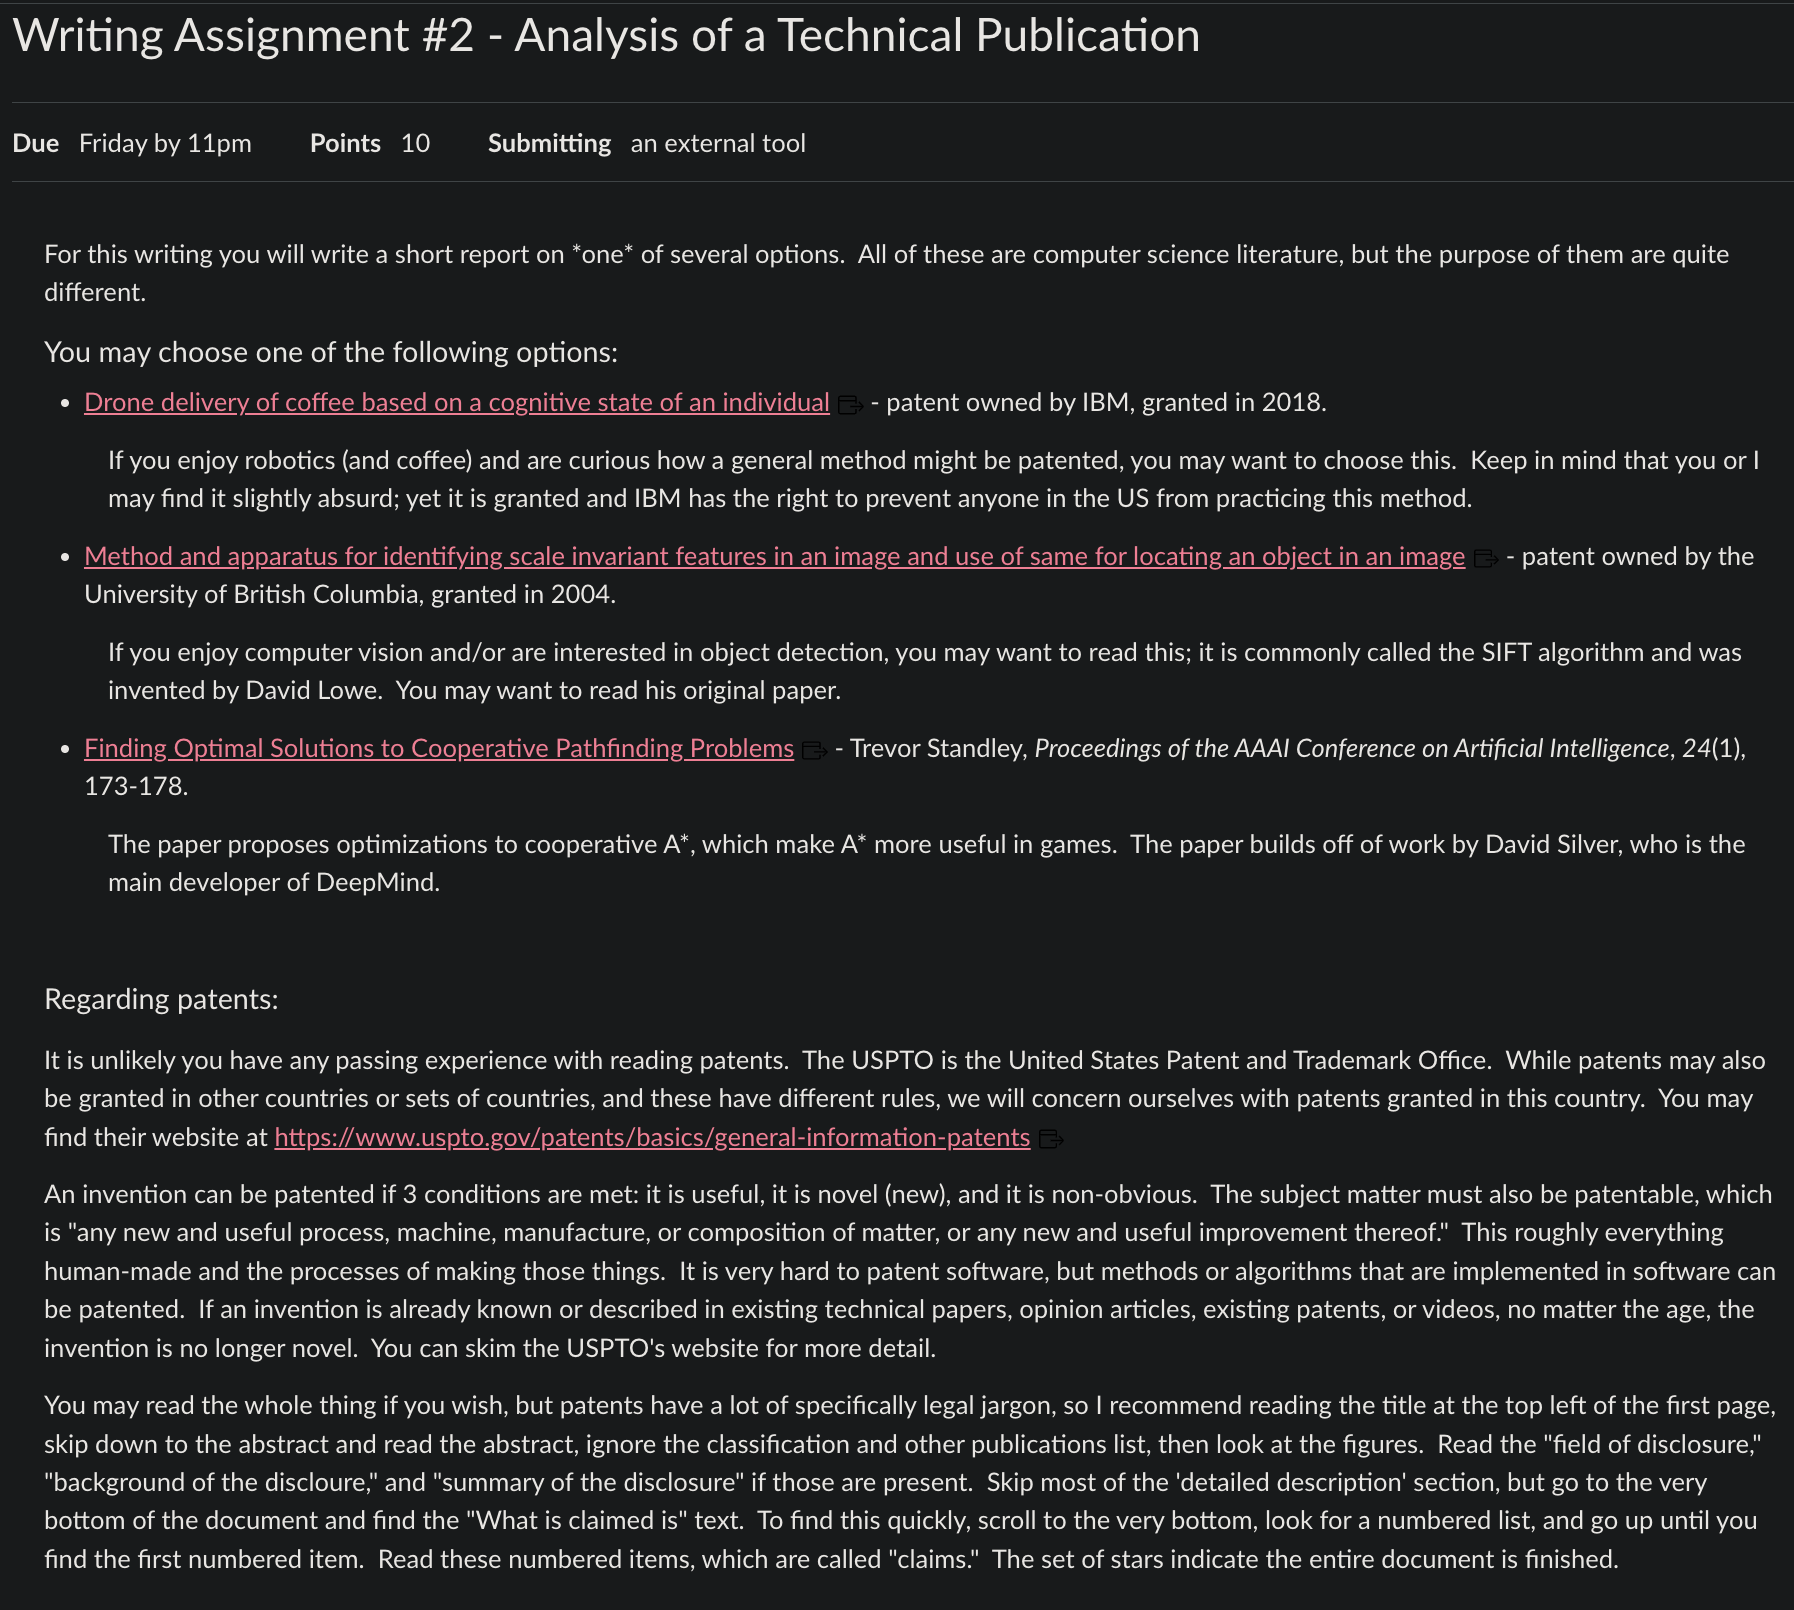 Writing Assignment #2 - Analysis of a Technical Publication
Due Friday by 11pm Points 10 Submitting an external tool
For this writing you will write a short report on *one* of several options. All of these are computer science literature, but the purpose of them are quite
different.
You may choose one of the following options:
• Drone delivery of coffee based on a cognitive state of an individual - patent owned by IBM, granted in 2018.
If you enjoy robotics (and coffee) and are curious how a general method might be patented, you may want to choose this. Keep in mind that you or I
may find it slightly absurd; yet it is granted and IBM has the right to prevent anyone in the US from practicing this method.
• Method and apparatus for identifying scale invariant features in an image and use of same for locating an object in an image - patent owned by the
University of British Columbia, granted in 2004.
If you enjoy computer vision and/or are interested in object detection, you may want to read this; it is commonly called the SIFT algorithm and was
invented by David Lowe. You may want to read his original paper.
• Finding Optimal Solutions to Cooperative Pathfinding Problems - Trevor Standley, Proceedings of the AAAI Conference on Artificial Intelligence, 24(1),
173-178.
The paper proposes optimizations to cooperative A*, which make A* more useful in games. The paper builds off of work by David Silver, who is the
main developer of DeepMind.
Regarding patents:
It is unlikely you have any passing experience with reading patents. The USPTO is the United States Patent and Trademark Office. While patents may also
be granted in other countries or sets of countries, and these have different rules, we will concern ourselves with patents granted in this country. You may
find their website at https://www.uspto.gov/patents/basics/general-information-patents
An invention can be patented if 3 conditions are met: it is useful, it is novel (new), and it is non-obvious. The subject matter must also be patentable, which
is "any new and useful process, machine, manufacture, or composition of matter, or any new and useful improvement thereof." This roughly everything
human-made and the processes of making those things. It is very hard to patent software, but methods or algorithms that are implemented in software can
be patented. If an invention is already known or described in existing technical papers, opinion articles, existing patents, or videos, no matter the age, the
invention is no longer novel. You can skim the USPTO's website for more detail.
You may read the whole thing if you wish, but patents have a lot of specifically legal jargon, so I recommend reading the title at the top left of the first page,
skip down to the abstract and read the abstract, ignore the classification and other publications list, then look at the figures. Read the "field of disclosure,"
"background of the discloure," and "summary of the disclosure" if those are present. Skip most of the 'detailed description' section, but go to the very
bottom of the document and find the "What is claimed is" text. To find this quickly, scroll to the very bottom, look for a numbered list, and go up until you
find the first numbered item. Read these numbered items, which are called "claims." The set of stars indicate the entire document is finished.